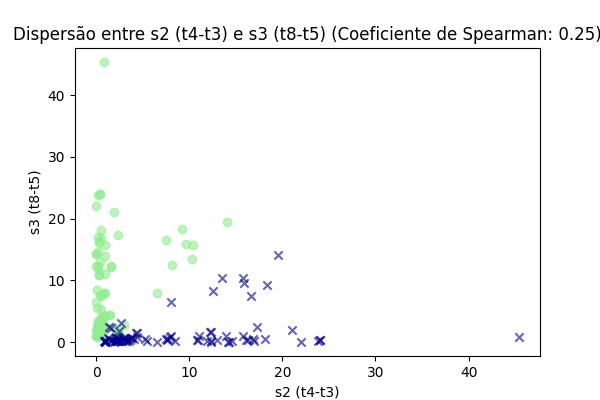 Dispersão entre s2 (t4-t3) e s3 (t8-t5) (Coeficiente de Spearman: 0.25)
40
30
20
10
0
s3 (t8-t5)
0 10 20 30 40
s2 (t4-t3)